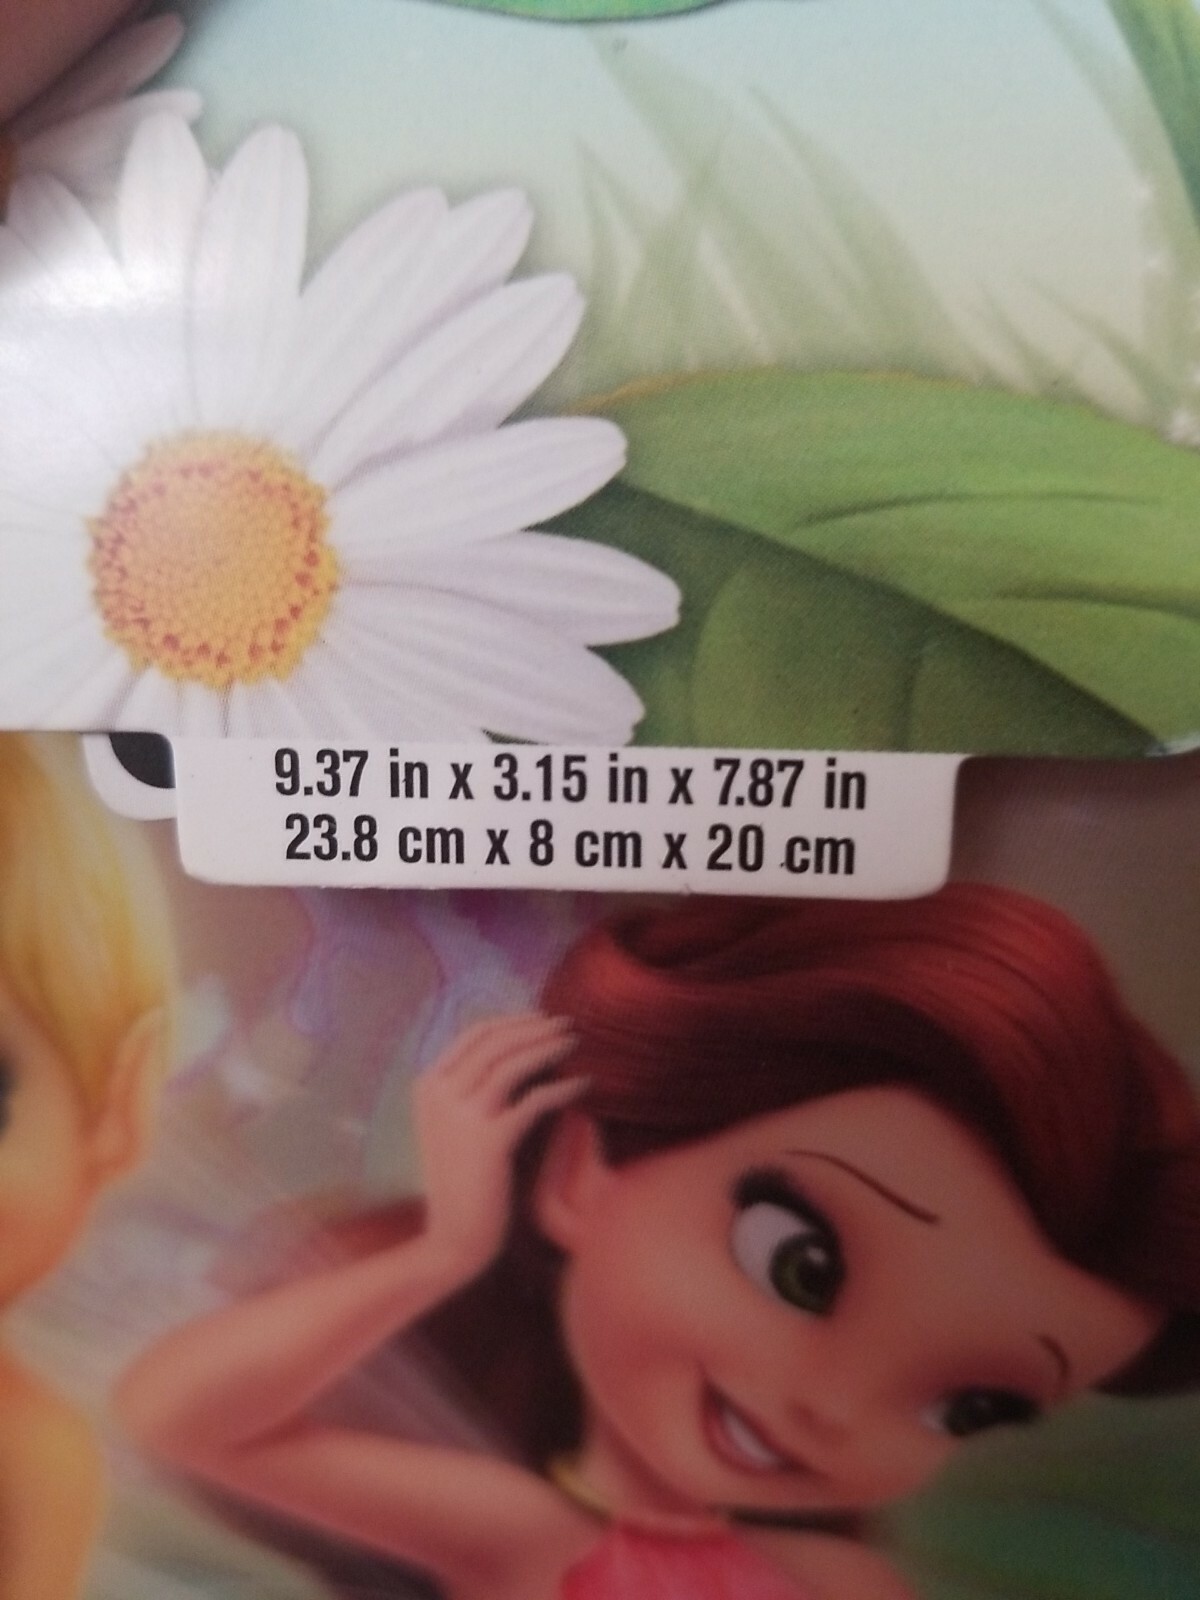 9.37 in x 3.15 in x 7.87 in
23.8 cm x 8 cm x 20 cm